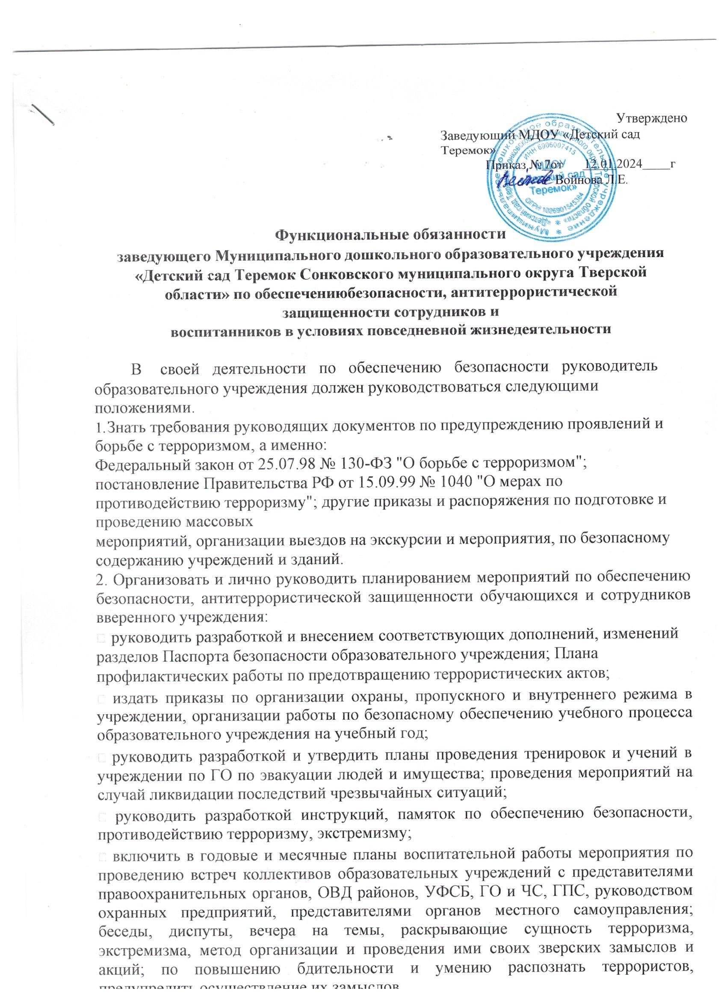 Утверждено
Заведующий МДОУ «Детский сад
Теремок»
Приказ № 7от 12.01.2024____г
Войнова Л.Е.
Муниципальное дошкольное образовательное учреждение *
«Детский сад Теремок Сонковского муниципального округа Тверской области» *
ИНН 6906007415
МДОУ
«Детский сад
Теремок»
ОГРН 1026901545384
Функциональные обязанности
заведующего Муниципального дошкольного образовательного учреждения
«Детский сад Теремок Сонковского муниципального округа Тверской
области» по обеспечениюбезопасности, антитеррористической
защищенности сотрудников и
воспитанников в условиях повседневной жизнедеятельности
В своей деятельности по обеспечению безопасности руководитель
образовательного учреждения должен руководствоваться следующими
положениями.
1.Знать требования руководящих документов по предупреждению проявлений и
борьбе с терроризмом, а именно:
Федеральный закон от 25.07.98 № 130-ФЗ "О борьбе с терроризмом";
постановление Правительства РФ от 15.09.99 № 1040 "О мерах по
противодействию терроризму"; другие приказы и распоряжения по подготовке и
проведению массовых
мероприятий, организации выездов на экскурсии и мероприятия, по безопасному
содержанию учреждений и зданий.
2. Организовать и лично руководить планированием мероприятий по обеспечению
безопасности, антитеррористической защищенности обучающихся и сотрудников
вверенного учреждения:
руководить разработкой и внесением соответствующих дополнений, изменений
разделов Паспорта безопасности образовательного учреждения; Плана
профилактических работы по предотвращению террористических актов;
издать приказы по организации охраны, пропускного и внутреннего режима в
учреждении, организации работы по безопасному обеспечению учебного процесса
образовательного учреждения на учебный год;
руководить разработкой и утвердить планы проведения тренировок и учений в
учреждении по ГО по эвакуации людей и имущества; проведения мероприятий на
случай ликвидации последствий чрезвычайных ситуаций;
руководить разработкой инструкций, памяток по обеспечению безопасности,
противодействию терроризму, экстремизму;
включить в годовые и месячные планы воспитательной работы мероприятия по
проведению встреч коллективов образовательных учреждений с представителями
правоохранительных органов, ОВД районов, УФСБ, ГО и ЧС, ГПС, руководством
охранных предприятий, представителями органов местного самоуправления;
беседы, диспуты, вечера на темы, раскрывающие сущность терроризма,
экстремизма, метод организации и проведения ими своих зверских замыслов и
акций; по повышению бдительности и умению распознать террористов,
предупредить осуществление их замыслов